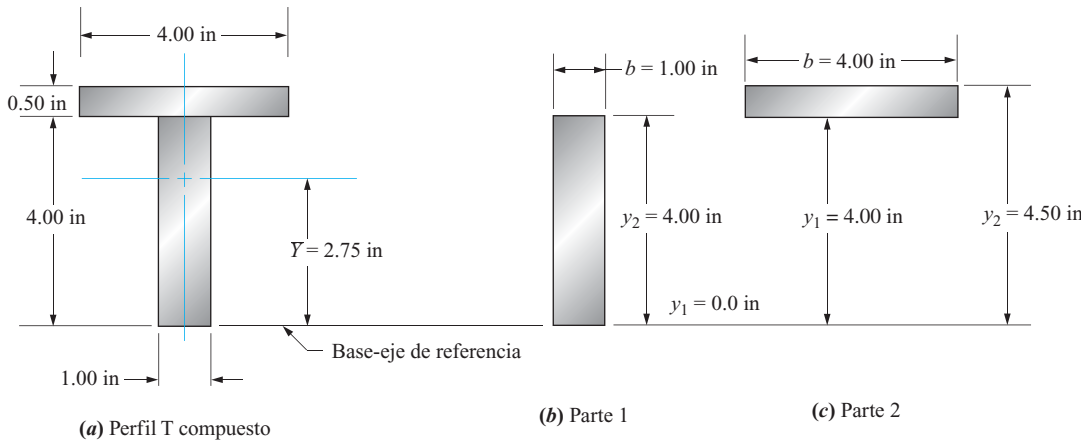 4.00 in
0.50 in
4.00 in
Y̅ = 2.75 in
Base-eje de referencia
1.00 in
(a) Perfil T compuesto
b = 1.00 in
y₂ = 4.00 in
y₁ = 0.0 in
(b) Parte 1
b = 4.00 in
y₁ = 4.00 in
y₂ = 4.50 in
(c) Parte 2